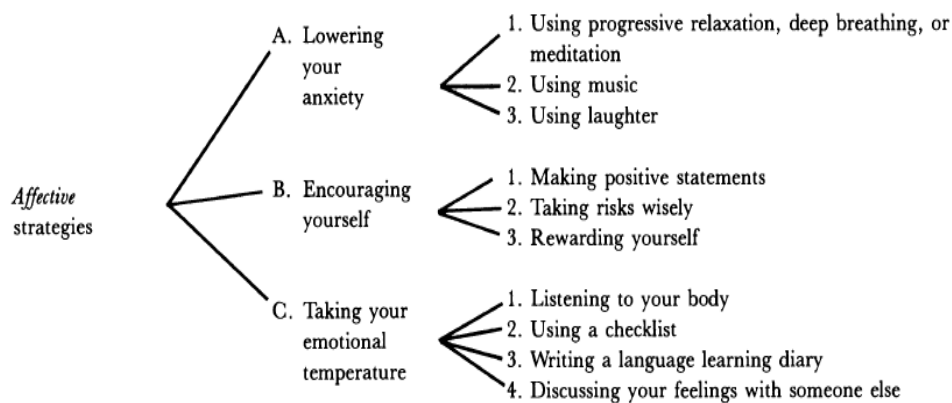 Affective
strategies
A. Lowering
your
anxiety
1. Using progressive relaxation, deep breathing, or
meditation
2. Using music
3. Using laughter
B. Encouraging
yourself
1. Making positive statements
2. Taking risks wisely
3. Rewarding yourself
C. Taking your
emotional
temperature
1. Listening to your body
2. Using a checklist
3. Writing a language learning diary
4. Discussing your feelings with someone else